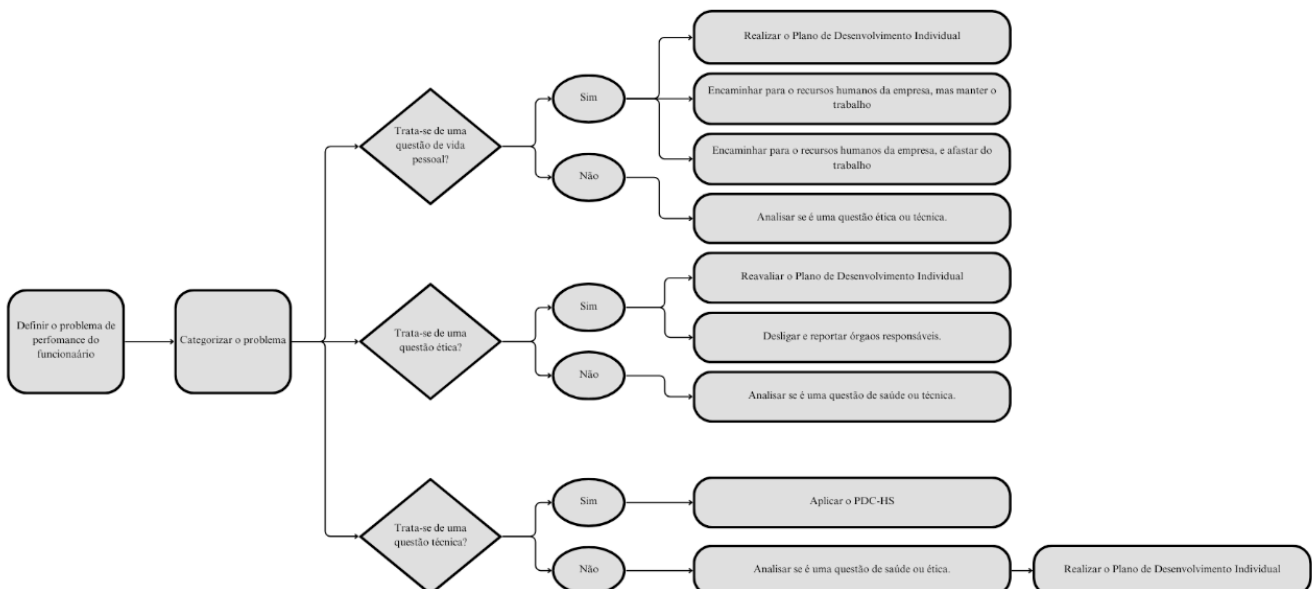 Definir o problema de
perfomance do
funcionaário
Categorizar o problema
Trata-se de uma
questão de vida
pessoal?
Sim
Realizar o Plano de Desenvolvimento Individual
Encaminhar para o recursos humanos da empresa, mas manter o
trabalho
Encaminhar para o recursos humanos da empresa, e afastar do
trabalho
Não
Analisar se é uma questão ética ou técnica.
Trata-se de uma
questão ética?
Sim
Reavaliar o Plano de Desenvolvimento Individual
Desligar e reportar órgaos responsáveis.
Não
Analisar se é uma questão de saúde ou técnica.
Trata-se de uma
questão técnica?
Sim
Aplicar o PDC-HS
Não
Analisar se é uma questão de saúde ou ética.
Realizar o Plano de Desenvolvimento Individual